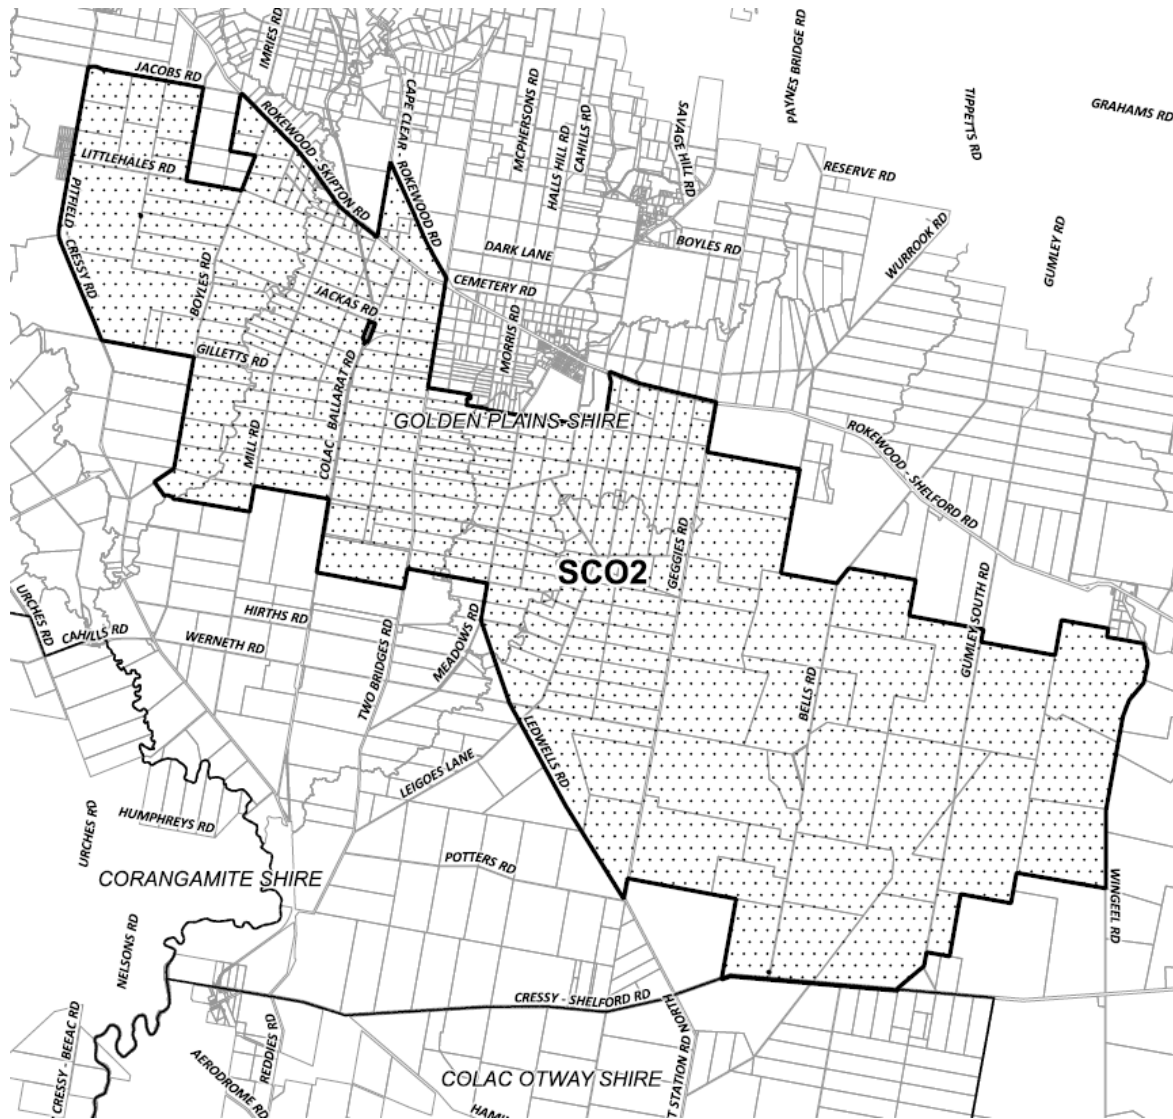 IMRIES RD
JACOBS RD
PAYNES BRIDGE RD
TIPPETTS RD
GRAHAMS RD
ROKEWOOD - SKIPTON RD
CAPE CLEAR - ROKEWOOD RD
MCPHERSONS RD
HALLS HILL RD
CAHILLS RD
SAVAGE HILL RD
RESERVE RD
LITTLEHALES RD
PITFIELD - CRESSY RD
WURROOK RD
GUMLEY RD
DARK LANE
BOYLES RD
BOYLES RD
CEMETERY RD
JACKAS RD
MORRIS RD
GILLETTS RD
COLAC - BALLARAT RD
MILL RD
GOLDEN PLAINS SHIRE
ROKEWOOD - SHELFORD RD
SCO2
GEGGIES RD
GUMLEY SOUTH RD
URCHES RD
CAHILLS RD
HIRTHS RD
WERNETH RD
TWO BRIDGES RD
MEADOWS RD
BELLS RD
LEDWELLS RD
LEIGOES LANE
URCHES RD
HUMPHREYS RD
POTTERS RD
CORANGAMITE SHIRE
WINGEEL RD
NELSONS RD
CRESSY - SHELFORD RD
T STATION RD NORTH
CRESSY - BEEAC RD
REDDIES RD
AERODROME RD
COLAC OTWAY SHIRE
HAMI